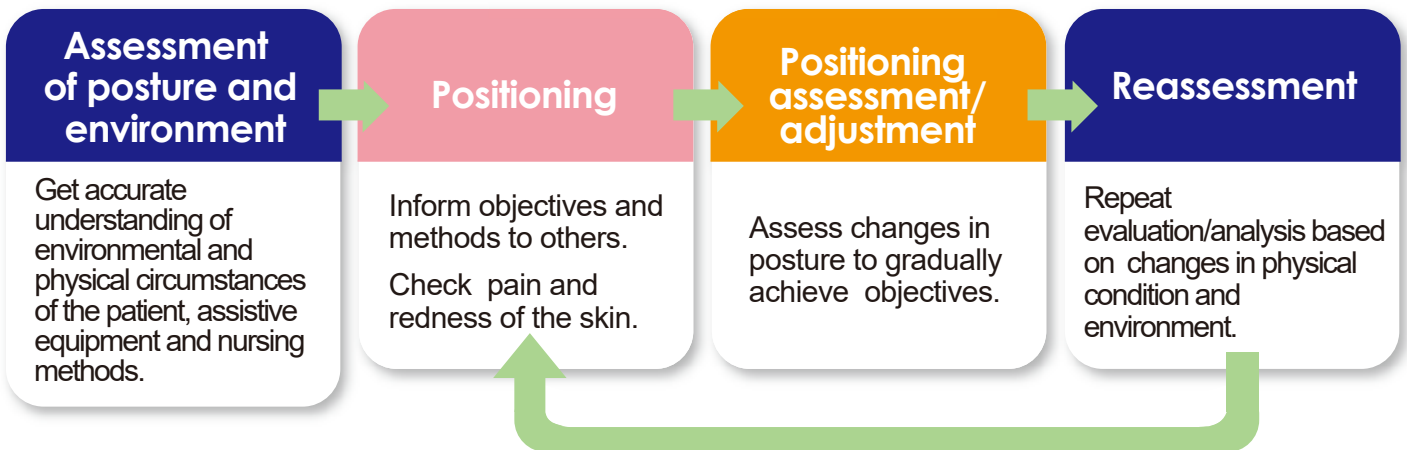 Assessment
of posture and
environment
Get accurate
understanding of
environmental and
physical circumstances
of the patient, assistive
equipment and nursing
methods.
Positioning
Inform objectives and
methods to others.
Check pain and
redness of the skin.
Positioning
assessment/
adjustment
Assess changes in
posture to gradually
achieve objectives.
Reassessment
Repeat
evaluation/analysis based
on changes in physical
condition and
environment.